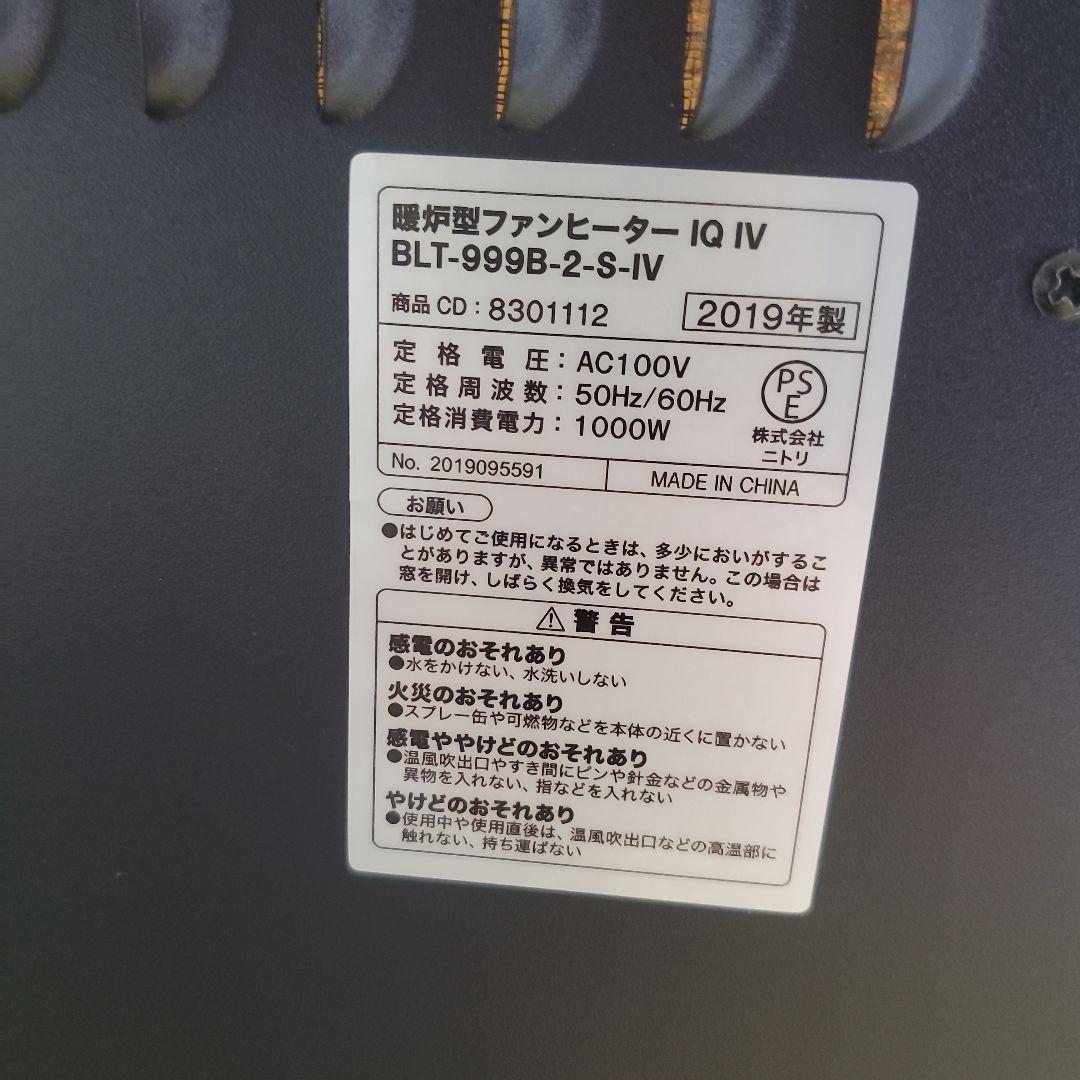 暖炉型ファンヒーター IQ IV
BLT-999B-2-S-IV
商品 CD：8301112
2019年製
定格電圧：AC100V
定格周波数：50Hz/60Hz
定格消費電力：1000W
PS
E
株式会社
ニトリ
No. 2019095591
MADE IN CHINA
お願い
●はじめてご使用になるときは、多少においがするこ
とがありますが、異常ではありません。この場合は
窓を開け、しばらく換気をしてください。
⚠ 警告
感電のおそれあり
●水をかけない、水洗いしない
火災のおそれあり
●スプレー缶や可燃物などを本体の近くに置かない
感電ややけどのおそれあり
●温風吹出口やすき間にピンや針金などの金属物や
異物を入れない、指などを入れない
やけどのおそれあり
●使用中や使用直後は、温風吹出口などの高温部に
触れない、持ち運ばない